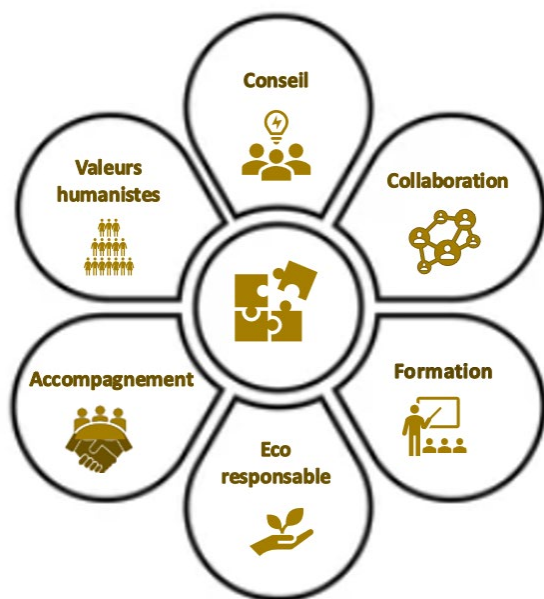 Conseil
Collaboration
Formation
Eco
responsable
Accompagnement
Valeurs
humanistes